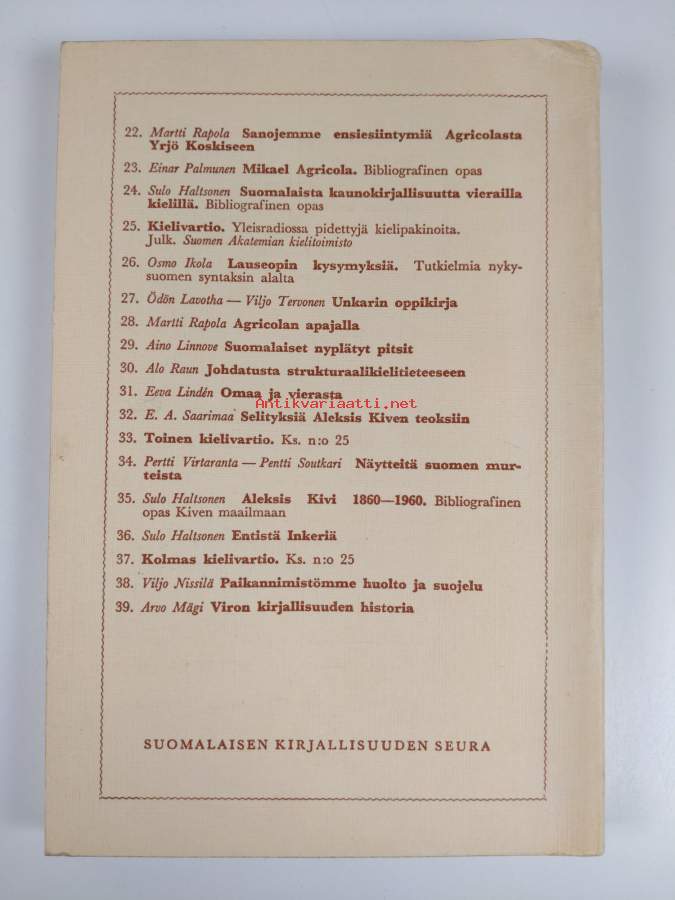 22. Martti Rapola Sanojemme ensiesiintymiä Agricolasta
Yrjö Koskiseen
23. Einar Palmunen Mikael Agricola. Bibliografinen opas
24. Sulo Haltsonen Suomalaista kaunokirjallisuutta vierailla
kielillä. Bibliografinen opas
25. Kielivartio. Yleisradiossa pidettyjä kielipakinoita.
Julk. Suomen Akatemian kielitoimisto
26. Osmo Ikola Lauseopin kysymyksiä. Tutkielmia nyky-
suomen syntaksin alalta
27. Ödön Lavotha — Viljo Tervonen Unkarin oppikirja
28. Martti Rapola Agricolan apajalla
29. Aino Linnove Suomalaiset nyplätyt pitsit
30. Alo Raun Johdatusta strukturaalikielitieteeseen
31. Eeva Lindén Omaa ja vierasta
Antikvariaatti.net
32. E. A. Saarimaa Selityksiä Aleksis Kiven teoksiin
33. Toinen kielivartio. Ks. n:o 25
34. Pertti Virtaranta — Pentti Soutkari Näytteitä suomen mur-
teista
35. Sulo Haltsonen Aleksis Kivi 1860—1960. Bibliografinen
opas Kiven maailmaan
36. Sulo Haltsonen Entistä Inkeriä
37. Kolmas kielivartio. Ks. n:o 25
38. Viljo Nissilä Paikannimistömme huolto ja suojelu
39. Arvo Mägi Viron kirjallisuuden historia
SUOMALAISEN KIRJALLISUUDEN SEURA